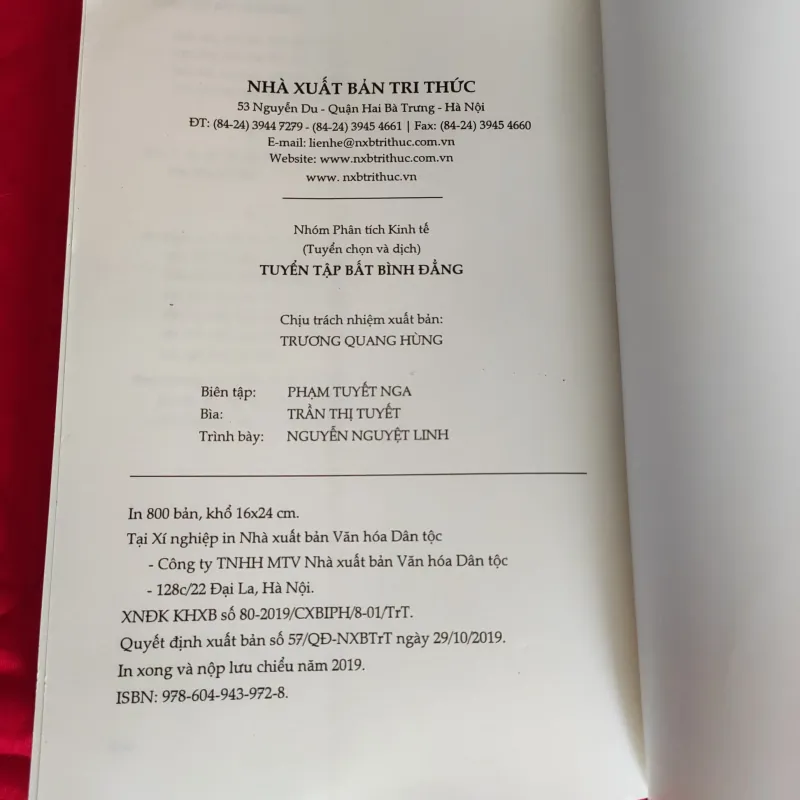 NHÀ XUẤT BẢN TRI THỨC
53 Nguyễn Du - Quận Hai Bà Trưng - Hà Nội
ĐT: (84-24) 3944 7279 - (84-24) 3945 4661 | Fax: (84-24) 3945 4660
E-mail: lienhe@nxbtrithuc.com.vn
Website: www.nxbtrithuc.com.vn
www. nxbtrithuc.vn
Nhóm Phân tích Kinh tế
(Tuyển chọn và dịch)
TUYỂN TẬP BẤT BÌNH ĐẲNG
Chịu trách nhiệm xuất bản:
TRƯƠNG QUANG HÙNG
Biên tập: PHẠM TUYẾT NGA
Bìa: TRẦN THỊ TUYẾT
Trình bày: NGUYỄN NGUYỆT LINH
In 800 bản, khổ 16x24 cm.
Tại Xí nghiệp in Nhà xuất bản Văn hóa Dân tộc
- Công ty TNHH MTV Nhà xuất bản Văn hóa Dân tộc
- 128c/22 Đại La, Hà Nội.
XNĐK KHXB số 80-2019/CXBIPH/8-01/TrT.
Quyết định xuất bản số 57/QĐ-NXBTrT ngày 29/10/2019.
In xong và nộp lưu chiểu năm 2019.
ISBN: 978-604-943-972-8.